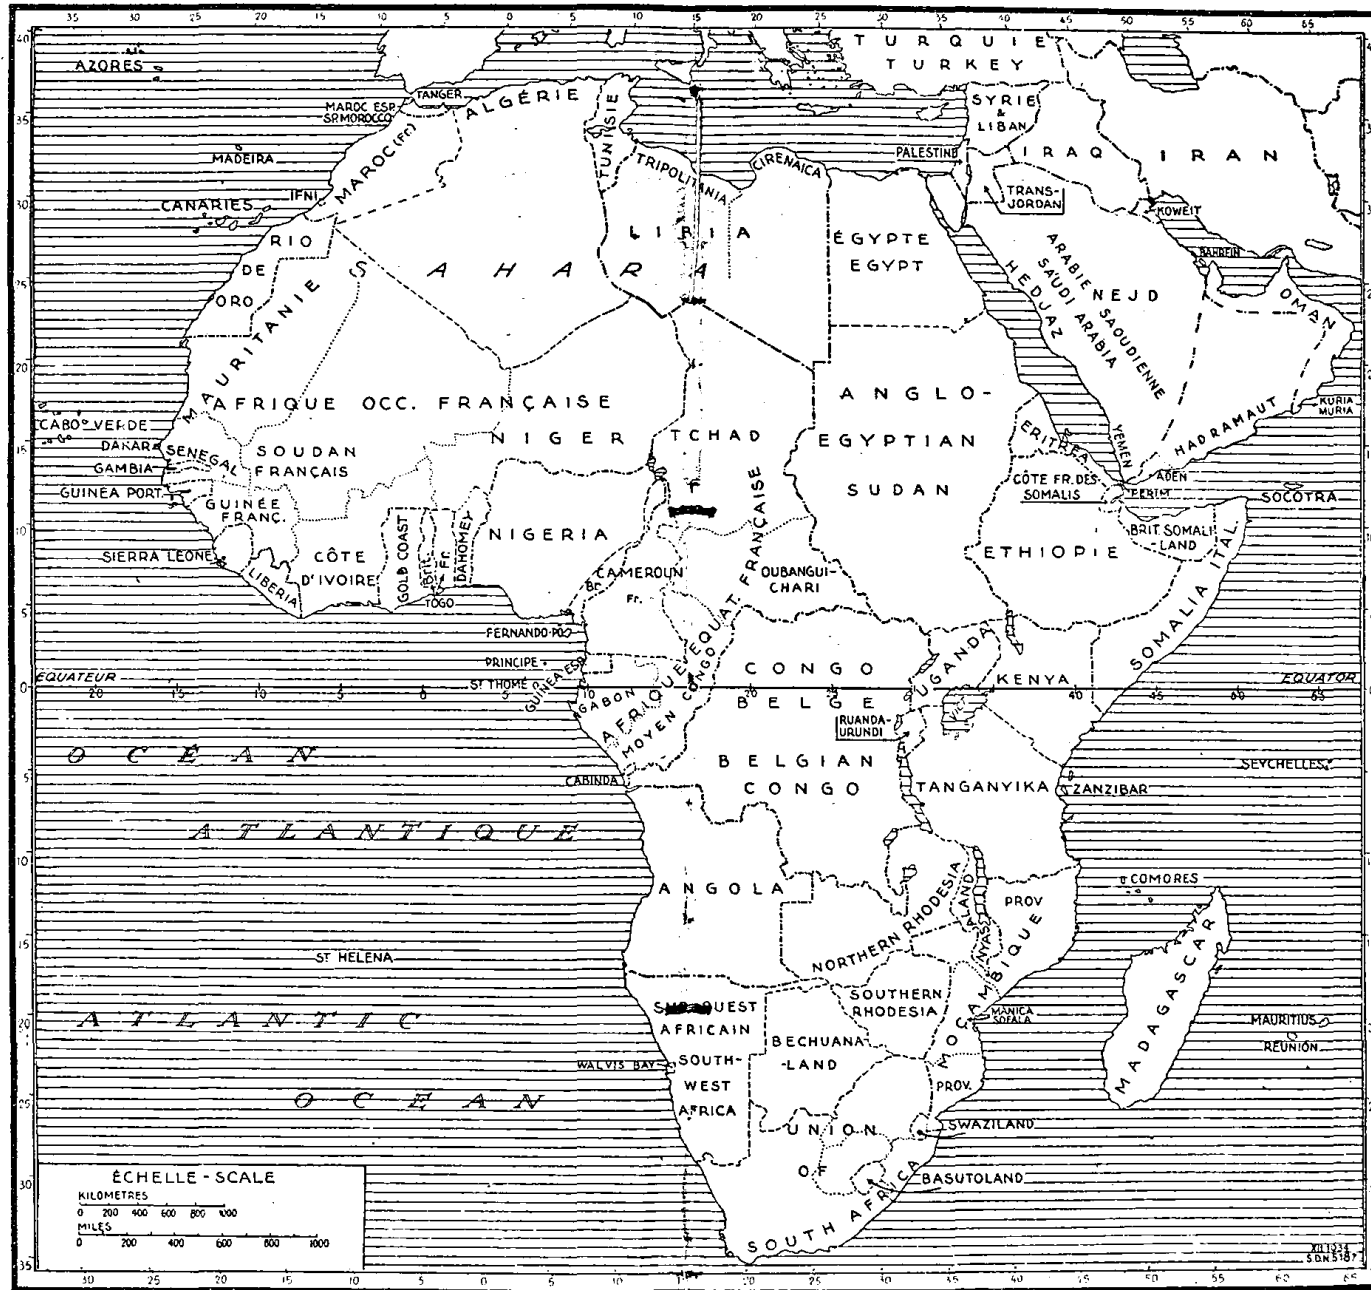 AZORES
TURQUIE
TURKEY
TANGER
MAROC ESP.
SP. MOROCCO
ALGÉRIE
TUNISIE
SYRIE
&
LIBAN
MADEIRA
MAROC (Fr.)
TRIPOLITANIA
CIRENAICA
PALESTINE
IRAQ
IRAN
IFNI
CANARIES
TRANS-
JORDAN
KOWEIT
RIO
DE
ORO
LIBIA
ÉGYPTE
EGYPT
BAHREIN
SAHARA
ARABIE SAOUDIENNE
SAUDI ARABIA
HEDJAZ
NEJD
OMAN
MAURITANIE
AFRIQUE OCC. FRANÇAISE
ANGLO-
EGYPTIAN
SUDAN
KURIA
MURIA
CABO VERDE
DAKAR
SENEGAL
GAMBIA
GUINEA PORT.
SOUDAN
FRANÇAIS
NIGER
TCHAD
ERITREA
YEMEN
HADRAMAUT
ADEN
PERIM
CÔTE FR. DES
SOMALIS
SOCOTRA
GUINÉE
FRANÇ.
NIGERIA
BRIT. SOMALI-
LAND
SIERRA LEONE
LIBERIA
CÔTE
D'IVOIRE
GOLD COAST
Brit.
Fr.
TOGO
DAHOMEY
CAMEROUN
Br.
Fr.
OUBANGUI-
CHARI
ETHIOPIE
SOMALIA ITAL.
FERNANDO-PÔ
PRINCIPE
ST THOMÉ
GUINEA ESP.
AFRIQUE EQUAT. FRANÇAISE
GABON
MOYEN CONGO
CONGO
BELGE
BELGIAN
CONGO
UGANDA
KENYA
EQUATEUR
EQUATOR
VICT.
RUANDA-
URUNDI
TANGANYIKA
SEYCHELLES
ZANZIBAR
CABINDA
OCÉAN
ATLANTIQUE
ANGOLA
NORTHERN RHODESIA
NYASALAND
PROV
MOÇAMBIQUE
COMORES
ST HELENA
MADAGASCAR
ATLANTIC
OCEAN
SUD-OUEST
AFRICAIN
SOUTH-
WEST
AFRICA
WALVIS BAY
BECHUANA-
-LAND
SOUTHERN
RHODESIA
MANICA
SOFALA
PROV.
MAURITIUS
REUNION
UNION
OF
SOUTH AFRICA
SWAZILAND
BASUTOLAND
ÉCHELLE - SCALE
KILOMETRES
0 200 400 600 800 1000
MILES
0 200 400 600 800 1000
S.D.N. 5187